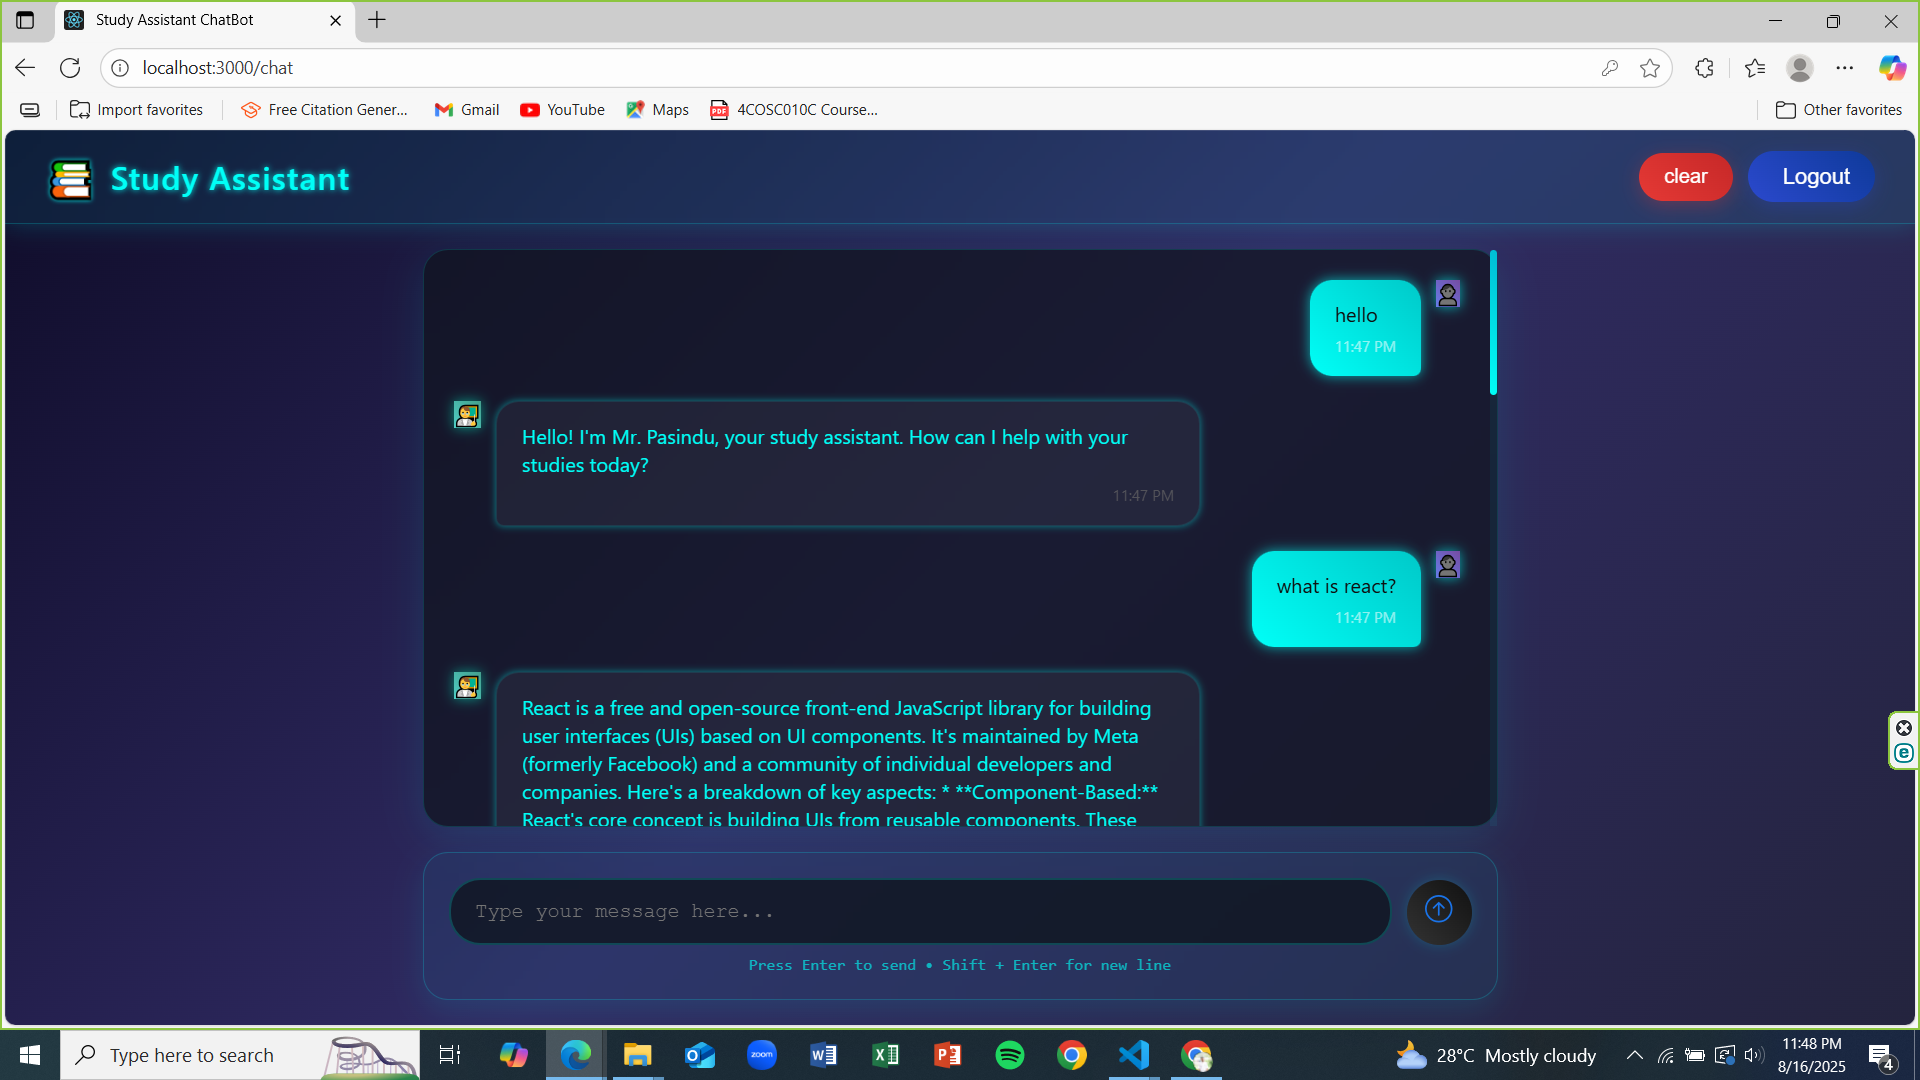 Study Assistant ChatBot
localhost:3000/chat
Import favorites
Free Citation Gener...
Gmail
YouTube
Maps
PDF
4COSC010C Course...
Other favorites
Study Assistant
clear
Logout
hello
11:47 PM
Hello! I'm Mr. Pasindu, your study assistant. How can I help with your
studies today?
11:47 PM
what is react?
11:47 PM
React is a free and open-source front-end JavaScript library for building
user interfaces (UIs) based on UI components. It's maintained by Meta
(formerly Facebook) and a community of individual developers and
companies. Here's a breakdown of key aspects: * **Component-Based:**
React's core concept is building UIs from reusable components. These
Type your message here...
Press Enter to send • Shift + Enter for new line
Type here to search
zoom
28°C Mostly cloudy
11:48 PM
8/16/2025
4